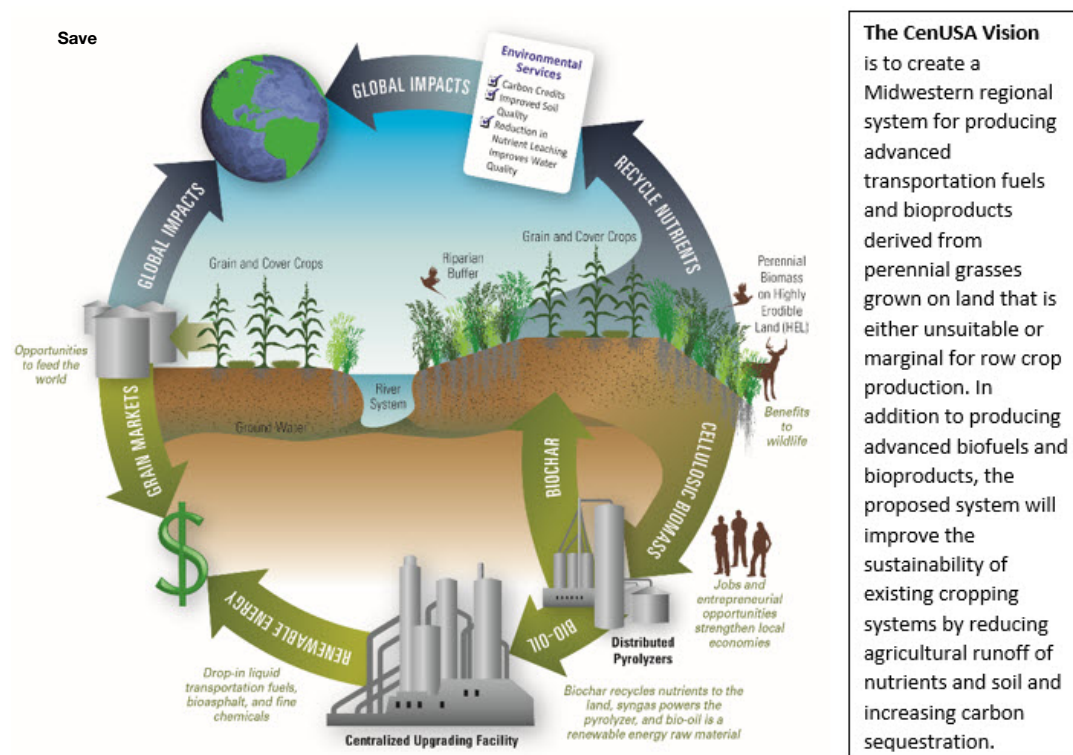 Save
Environmental
Services
Carbon Credits
Improved Soil
Quality
Reduction in
Nutrient Leaching
Improves Water
Quality
GLOBAL IMPACTS
RECYCLE NUTRIENTS
GLOBAL IMPACTS
Grain and Cover Crops
Riparian
Buffer
Grain and Cover Crops
Perennial
Biomass
on Highly
Erodible
Land (HEL)
Opportunities
to feed the
world
River
System
Ground Water
Benefits
to
wildlife
GRAIN MARKETS
BIOCHAR
CELLULOSIC BIOMASS
$
Jobs and
entrepreneurial
opportunities
strengthen local
economies
RENEWABLE ENERGY
BIO-OIL
Distributed
Pyrolyzers
Drop-in liquid
transportation fuels,
bioasphalt, and fine
chemicals
Biochar recycles nutrients to the
land, syngas powers the
pyrolyzer, and bio-oil is a
renewable energy raw material
Centralized Upgrading Facility
The CenUSA Vision
is to create a
Midwestern regional
system for producing
advanced
transportation fuels
and bioproducts
derived from
perennial grasses
grown on land that is
either unsuitable or
marginal for row crop
production. In
addition to producing
advanced biofuels and
bioproducts, the
proposed system will
improve the
sustainability of
existing cropping
systems by reducing
agricultural runoff of
nutrients and soil and
increasing carbon
sequestration.